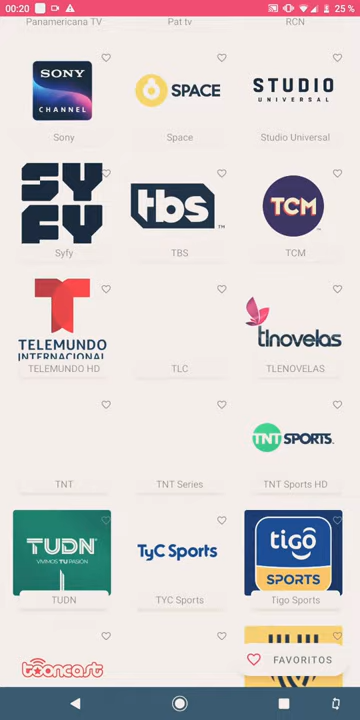 00:20
25 %
Panamericana TV
Pat tv
RCN
SONY
CHANNEL
SPACE
STUDIO
UNIVERSAL
Sony
Space
Studio Universal
SY
FY
tbs
TM
TCM
Syfy
TBS
TCM
TELEMUNDO
INTERNACIONAL
tlnovelas
TELEMUNDO HD
TLC
TLENOVELAS
TNT SPORTS
TNT
TNT Series
TNT Sports HD
TUDN
VIVIMOS TU PASIÓN
TyC Sports
tigo
SPORTS
TUDN
TYC Sports
Tigo Sports
tooncast
FAVORITOS